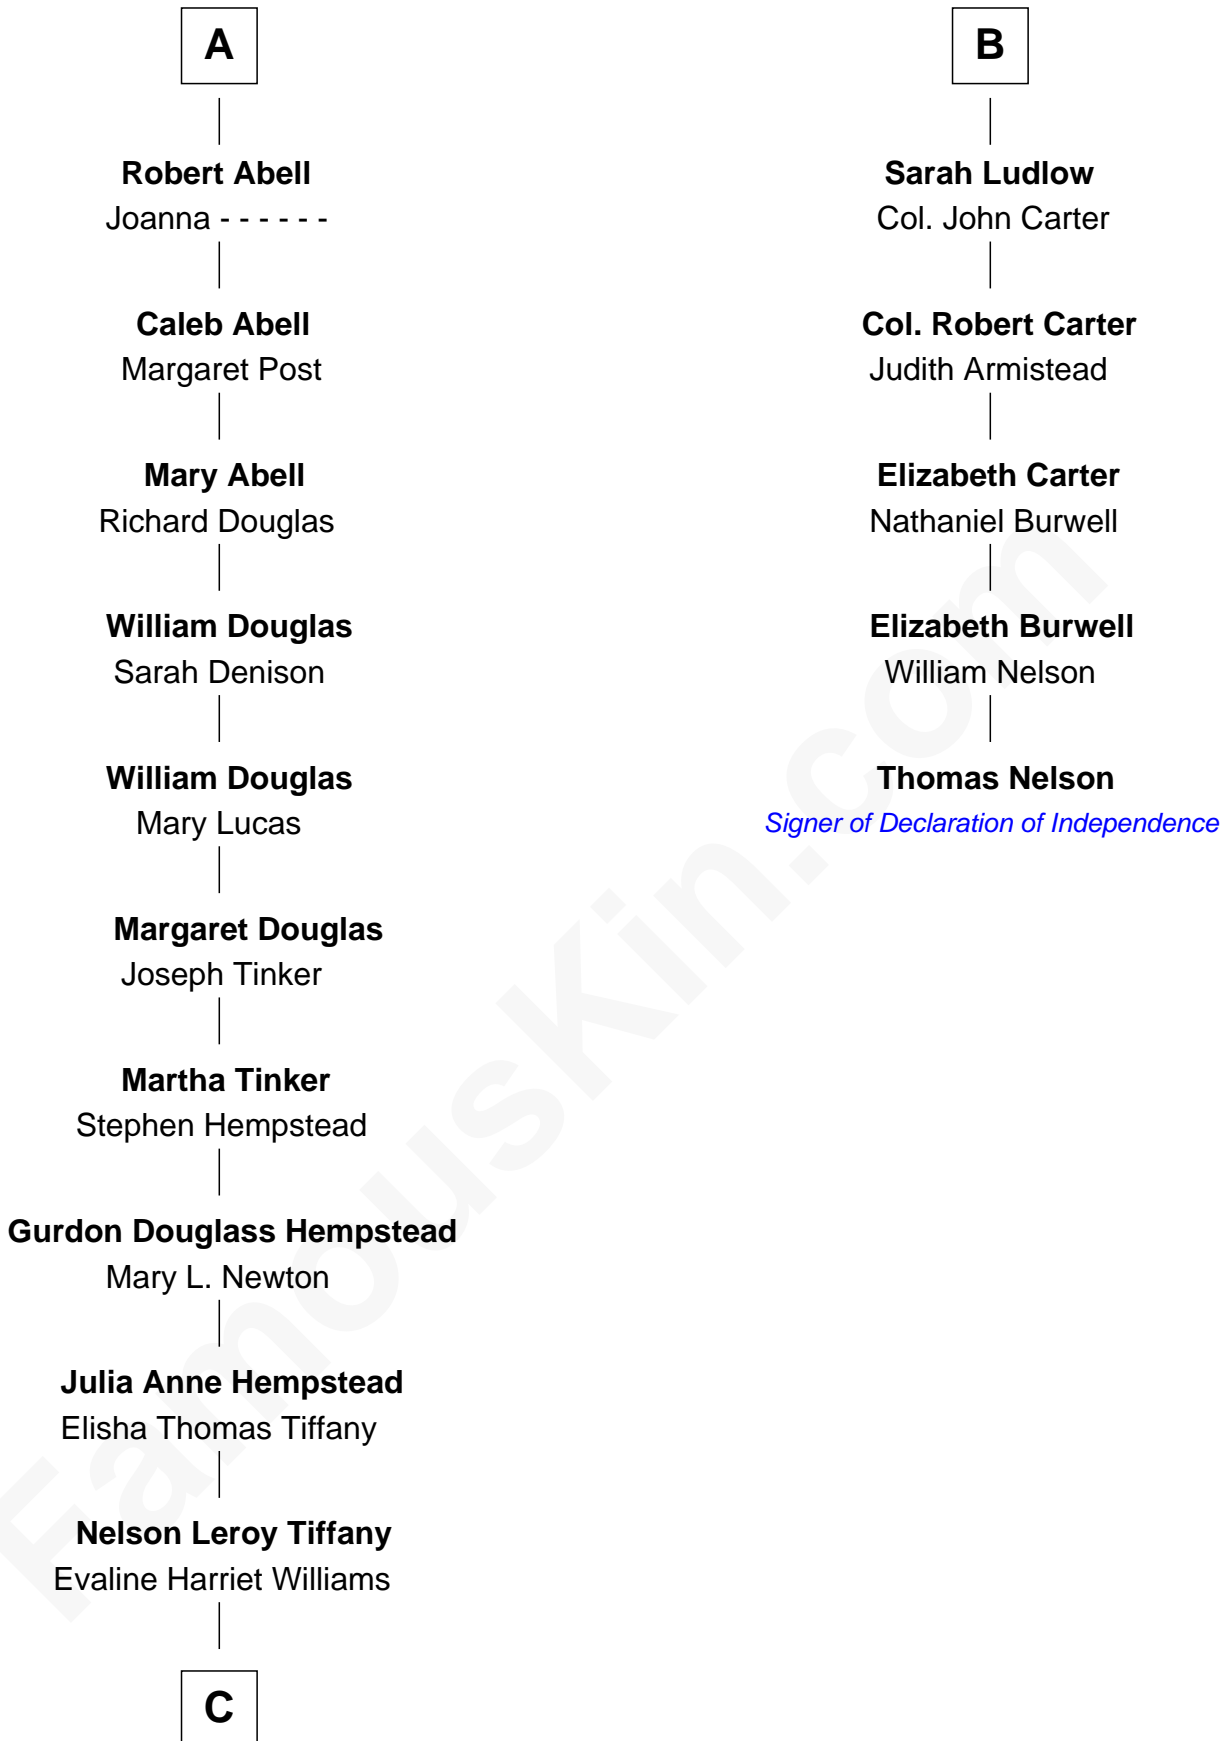 A
Robert Abell
Joanna - - - - - -
Caleb Abell
Margaret Post
Mary Abell
Richard Douglas
William Douglas
Sarah Denison
William Douglas
Mary Lucas
Margaret Douglas
Joseph Tinker
Martha Tinker
Stephen Hempstead
Gurdon Douglass Hempstead
Mary L. Newton
Julia Anne Hempstead
Elisha Thomas Tiffany
Nelson Leroy Tiffany
Evaline Harriet Williams
C
B
Sarah Ludlow
Col. John Carter
Col. Robert Carter
Judith Armistead
Elizabeth Carter
Nathaniel Burwell
Elizabeth Burwell
William Nelson
Thomas Nelson
Signer of Declaration of Independence
FamousKin.com